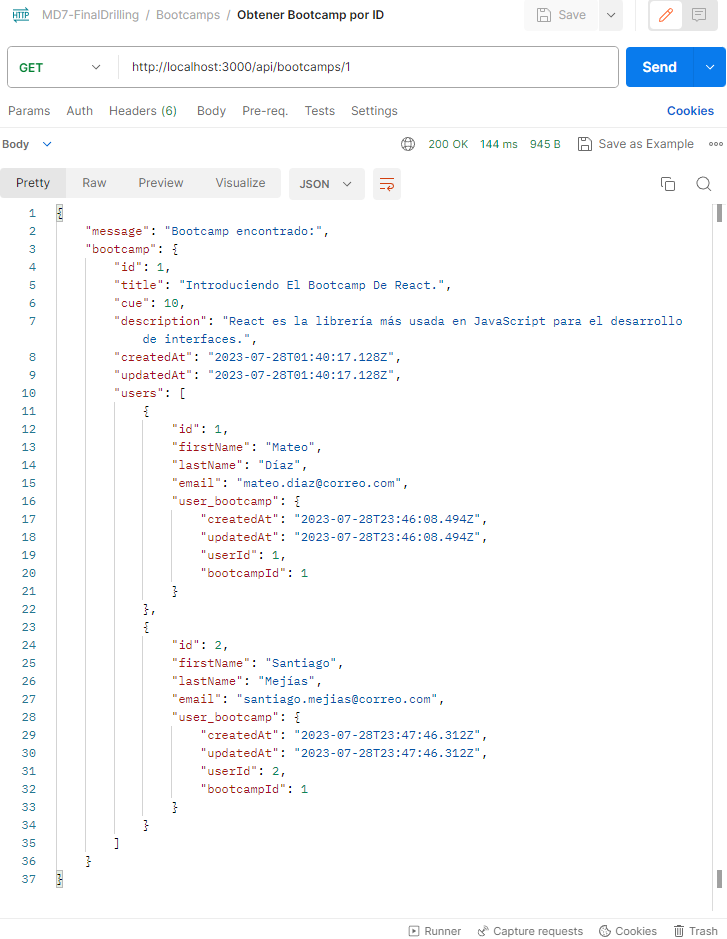 HTTP MD7-FinalDrilling / Bootcamps / Obtener Bootcamp por ID Save
GET http://localhost:3000/api/bootcamps/1 Send
Params Auth Headers (6) Body Pre-req. Tests Settings Cookies
Body 200 OK 144 ms 945 B Save as Example
Pretty Raw Preview Visualize JSON
1 {
2 "message": "Bootcamp encontrado:",
3 "bootcamp": {
4 "id": 1,
5 "title": "Introduciendo El Bootcamp De React.",
6 "cue": 10,
7 "description": "React es la librería más usada en JavaScript para el desarrollo
de interfaces.",
8 "createdAt": "2023-07-28T01:40:17.128Z",
9 "updatedAt": "2023-07-28T01:40:17.128Z",
10 "users": [
11 {
12 "id": 1,
13 "firstName": "Mateo",
14 "lastName": "Díaz",
15 "email": "mateo.diaz@correo.com",
16 "user_bootcamp": {
17 "createdAt": "2023-07-28T23:46:08.494Z",
18 "updatedAt": "2023-07-28T23:46:08.494Z",
19 "userId": 1,
20 "bootcampId": 1
21 }
22 },
23 {
24 "id": 2,
25 "firstName": "Santiago",
26 "lastName": "Mejías",
27 "email": "santiago.mejias@correo.com",
28 "user_bootcamp": {
29 "createdAt": "2023-07-28T23:47:46.312Z",
30 "updatedAt": "2023-07-28T23:47:46.312Z",
31 "userId": 2,
32 "bootcampId": 1
33 }
34 }
35 ]
36 }
37 }
Runner Capture requests Cookies Trash